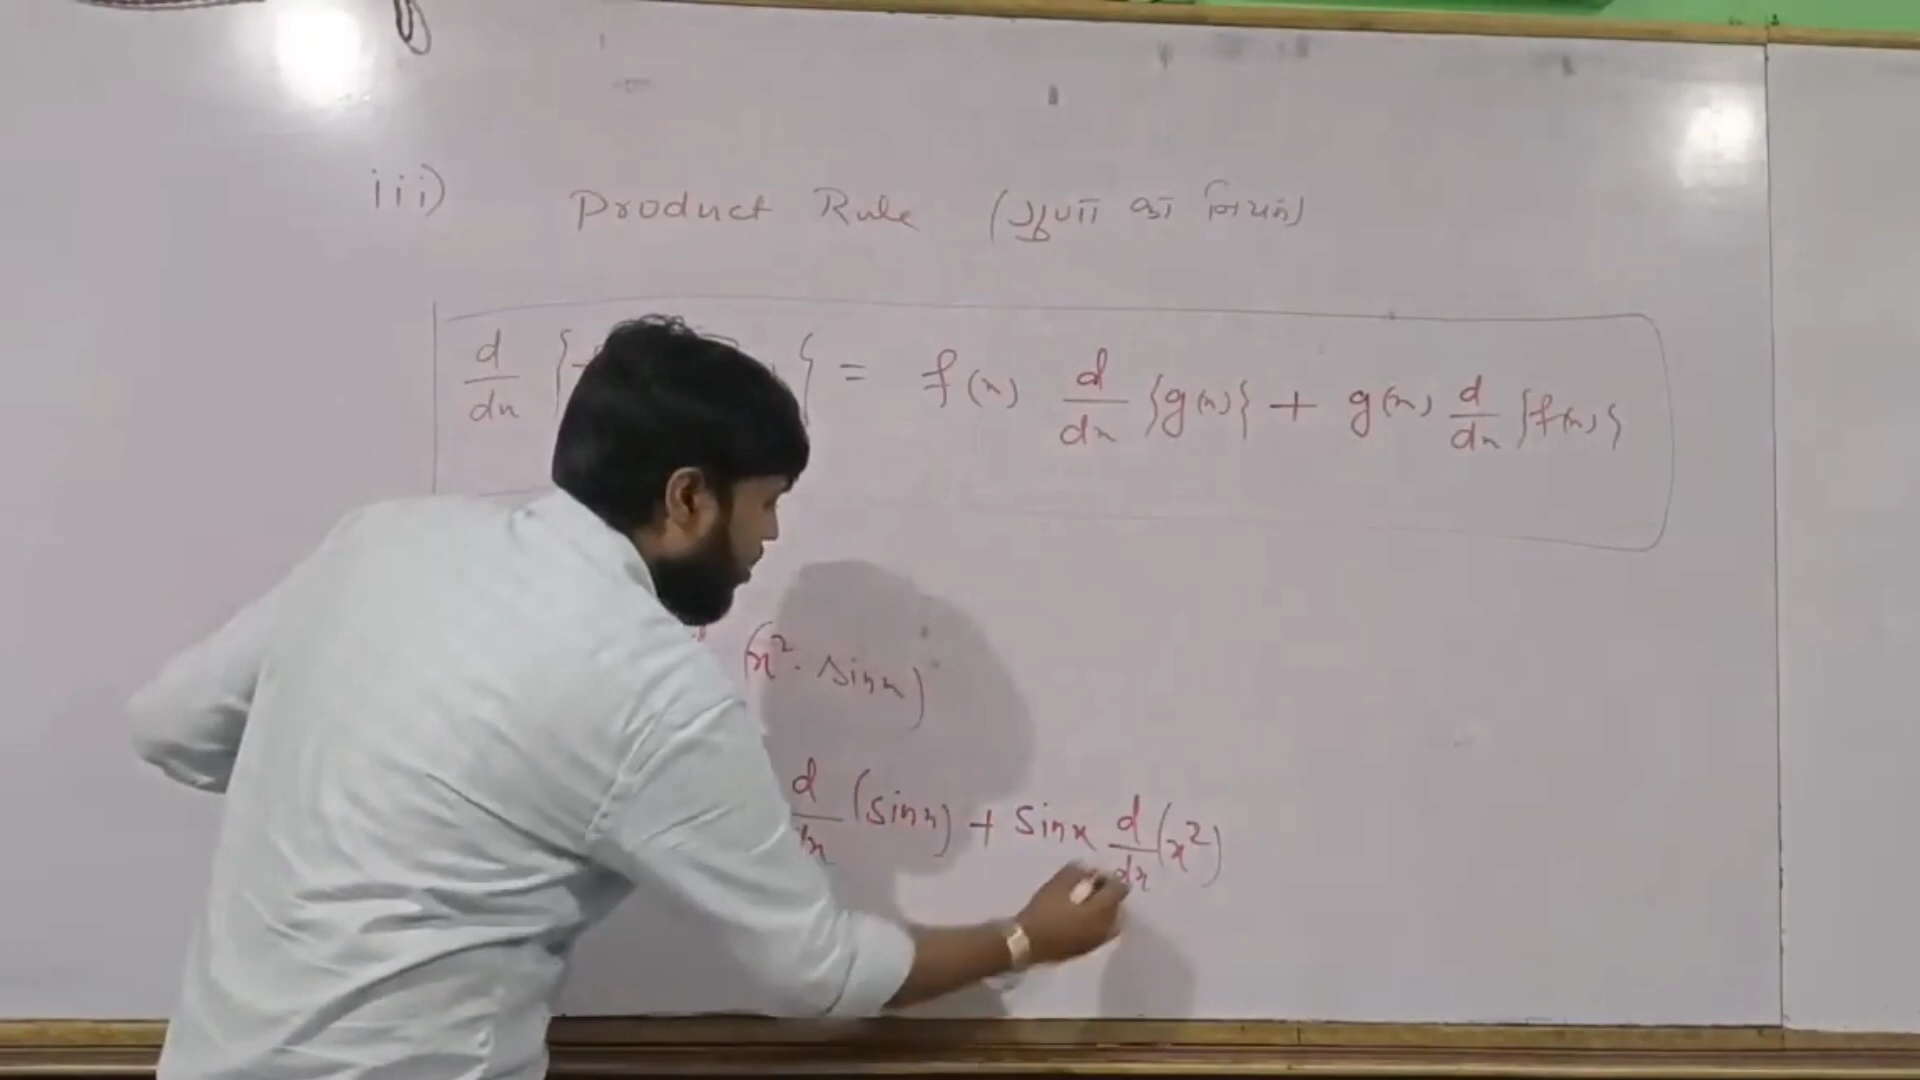 iii) Product Rule (गुणा का नियम)
d/dx { } = f(x) d/dx {g(x)} + g(x) d/dx {f(x)}
(x². sinx)
d/dx (sinx) + sinx d/dx (x²)